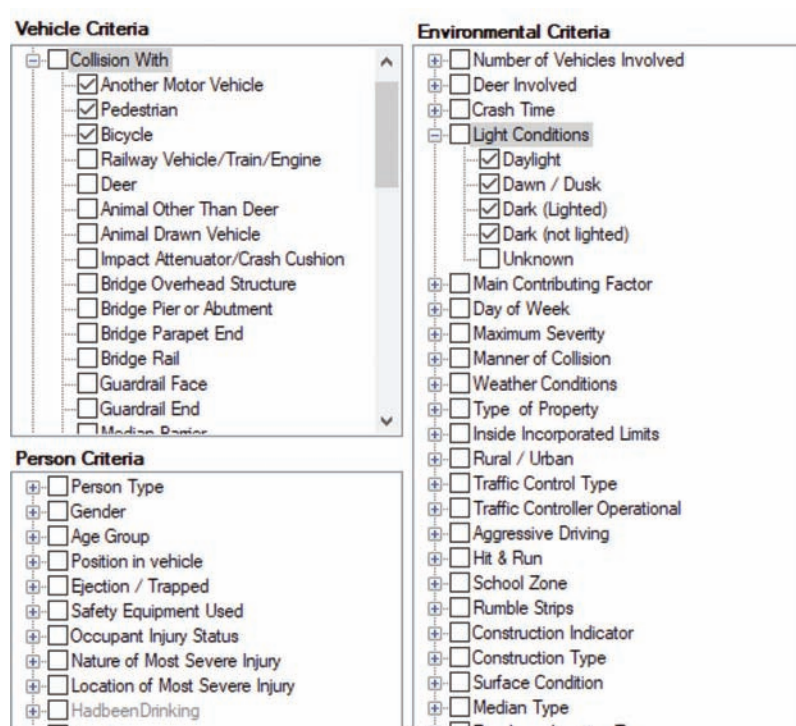 Vehicle Criteria
Collision With
Another Motor Vehicle
Pedestrian
Bicycle
Railway Vehicle/Train/Engine
Deer
Animal Other Than Deer
Animal Drawn Vehicle
Impact Attenuator/Crash Cushion
Bridge Overhead Structure
Bridge Pier or Abutment
Bridge Parapet End
Bridge Rail
Guardrail Face
Guardrail End
Median Barrier
Person Criteria
Person Type
Gender
Age Group
Position in vehicle
Ejection / Trapped
Safety Equipment Used
Occupant Injury Status
Nature of Most Severe Injury
Location of Most Severe Injury
HadbeenDrinking
Environmental Criteria
Number of Vehicles Involved
Deer Involved
Crash Time
Light Conditions
Daylight
Dawn / Dusk
Dark (Lighted)
Dark (not lighted)
Unknown
Main Contributing Factor
Day of Week
Maximum Severity
Manner of Collision
Weather Conditions
Type of Property
Inside Incorporated Limits
Rural / Urban
Traffic Control Type
Traffic Controller Operational
Aggressive Driving
Hit & Run
School Zone
Rumble Strips
Construction Indicator
Construction Type
Surface Condition
Median Type